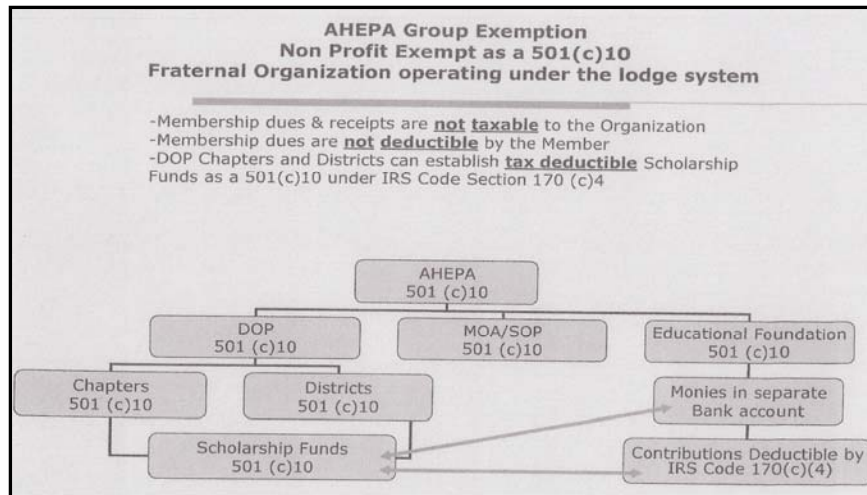 AHEPA Group Exemption
Non Profit Exempt as a 501(c)10
Fraternal Organization operating under the lodge system
-Membership dues & receipts are not taxable to the Organization
-Membership dues are not deductible by the Member
-DOP Chapters and Districts can establish tax deductible Scholarship
Funds as a 501(c)10 under IRS Code Section 170 (c)4
AHEPA
501 (c)10
DOP
501 (c)10
MOA/SOP
501 (c)10
Educational Foundation
501 (c)10
Chapters
501 (c)10
Districts
501 (c)10
Monies in separate
Bank account
Scholarship Funds
501 (c)10
Contributions Deductible by
IRS Code 170(c)(4)